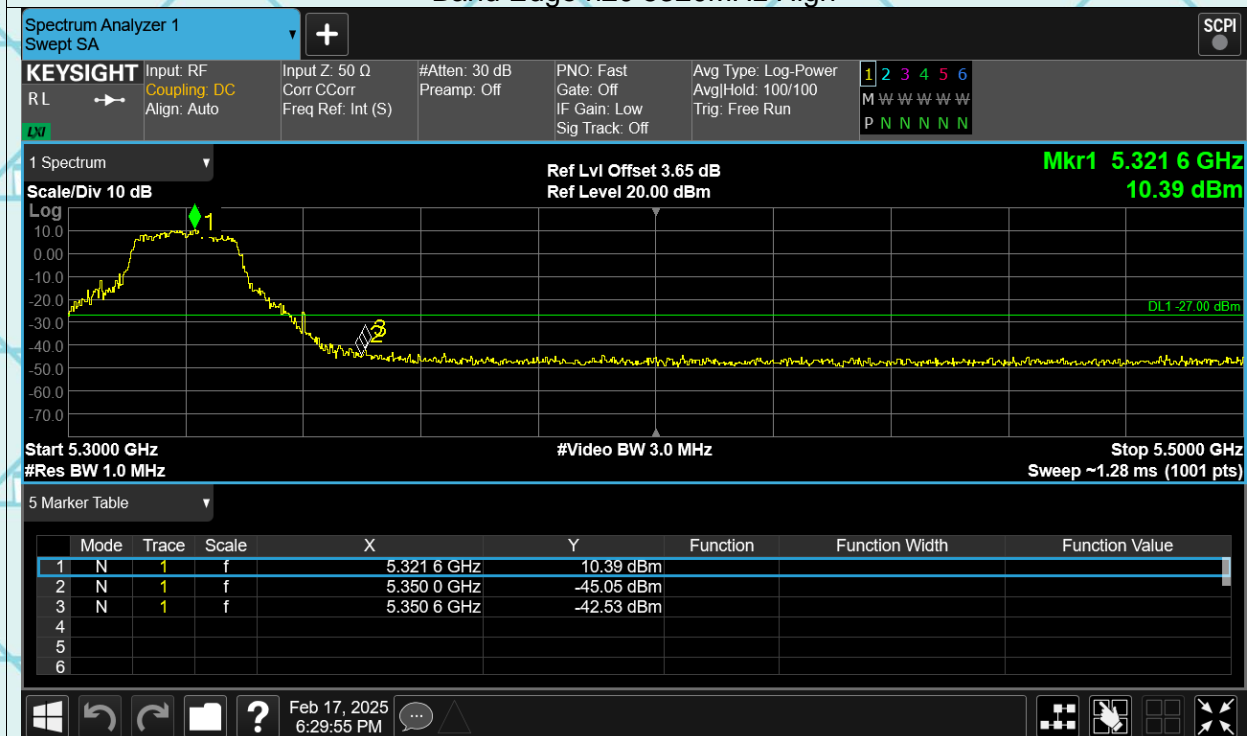 Spectrum Analyzer 1
Swept SA
SCPI
KEYSIGHT Input: RF Input Z: 50 Ω #Atten: 30 dB PNO: Fast Avg Type: Log-Power 1 2 3 4 5 6
RL Coupling: DC Corr CCorr Preamp: Off Gate: Off Avg|Hold: 100/100 M W W W W W W
Align: Auto Freq Ref: Int (S) IF Gain: Low Trig: Free Run P N N N N N N
LXI Sig Track: Off
1 Spectrum Ref Lvl Offset 3.65 dB Mkr1 5.321 6 GHz
Scale/Div 10 dB Ref Level 20.00 dBm 10.39 dBm
Log
1
10.0
0.00
-10.0
-20.0
DL1 -27.00 dBm
-30.0
3
2
-40.0
-50.0
-60.0
-70.0
Start 5.3000 GHz #Video BW 3.0 MHz Stop 5.5000 GHz
#Res BW 1.0 MHz Sweep ~1.28 ms (1001 pts)
5 Marker Table
Mode Trace Scale X Y Function Function Width Function Value
1 N 1 f 5.321 6 GHz 10.39 dBm
2 N 1 f 5.350 0 GHz -45.05 dBm
3 N 1 f 5.350 6 GHz -42.53 dBm
4
5
6
? Feb 17, 2025
6:29:55 PM